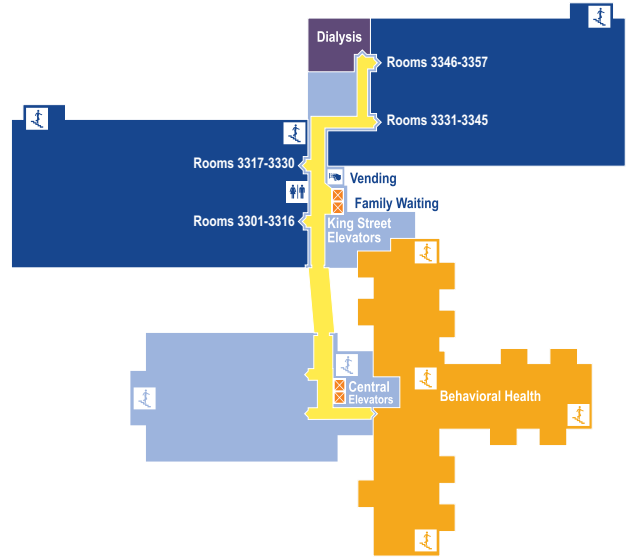 Dialysis
Rooms 3346-3357
Rooms 3331-3345
Rooms 3317-3330
Vending
Family Waiting
Rooms 3301-3316
King Street
Elevators
Central
Elevators
Behavioral Health